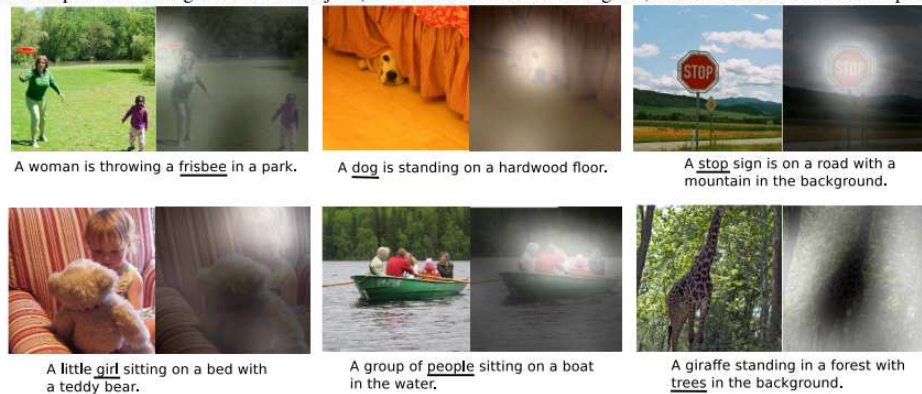 STOP
STOP
A woman is throwing a frisbee in a park.
A dog is standing on a hardwood floor.
A stop sign is on a road with a
mountain in the background.
A little girl sitting on a bed with
a teddy bear.
A group of people sitting on a boat
in the water.
A giraffe standing in a forest with
trees in the background.